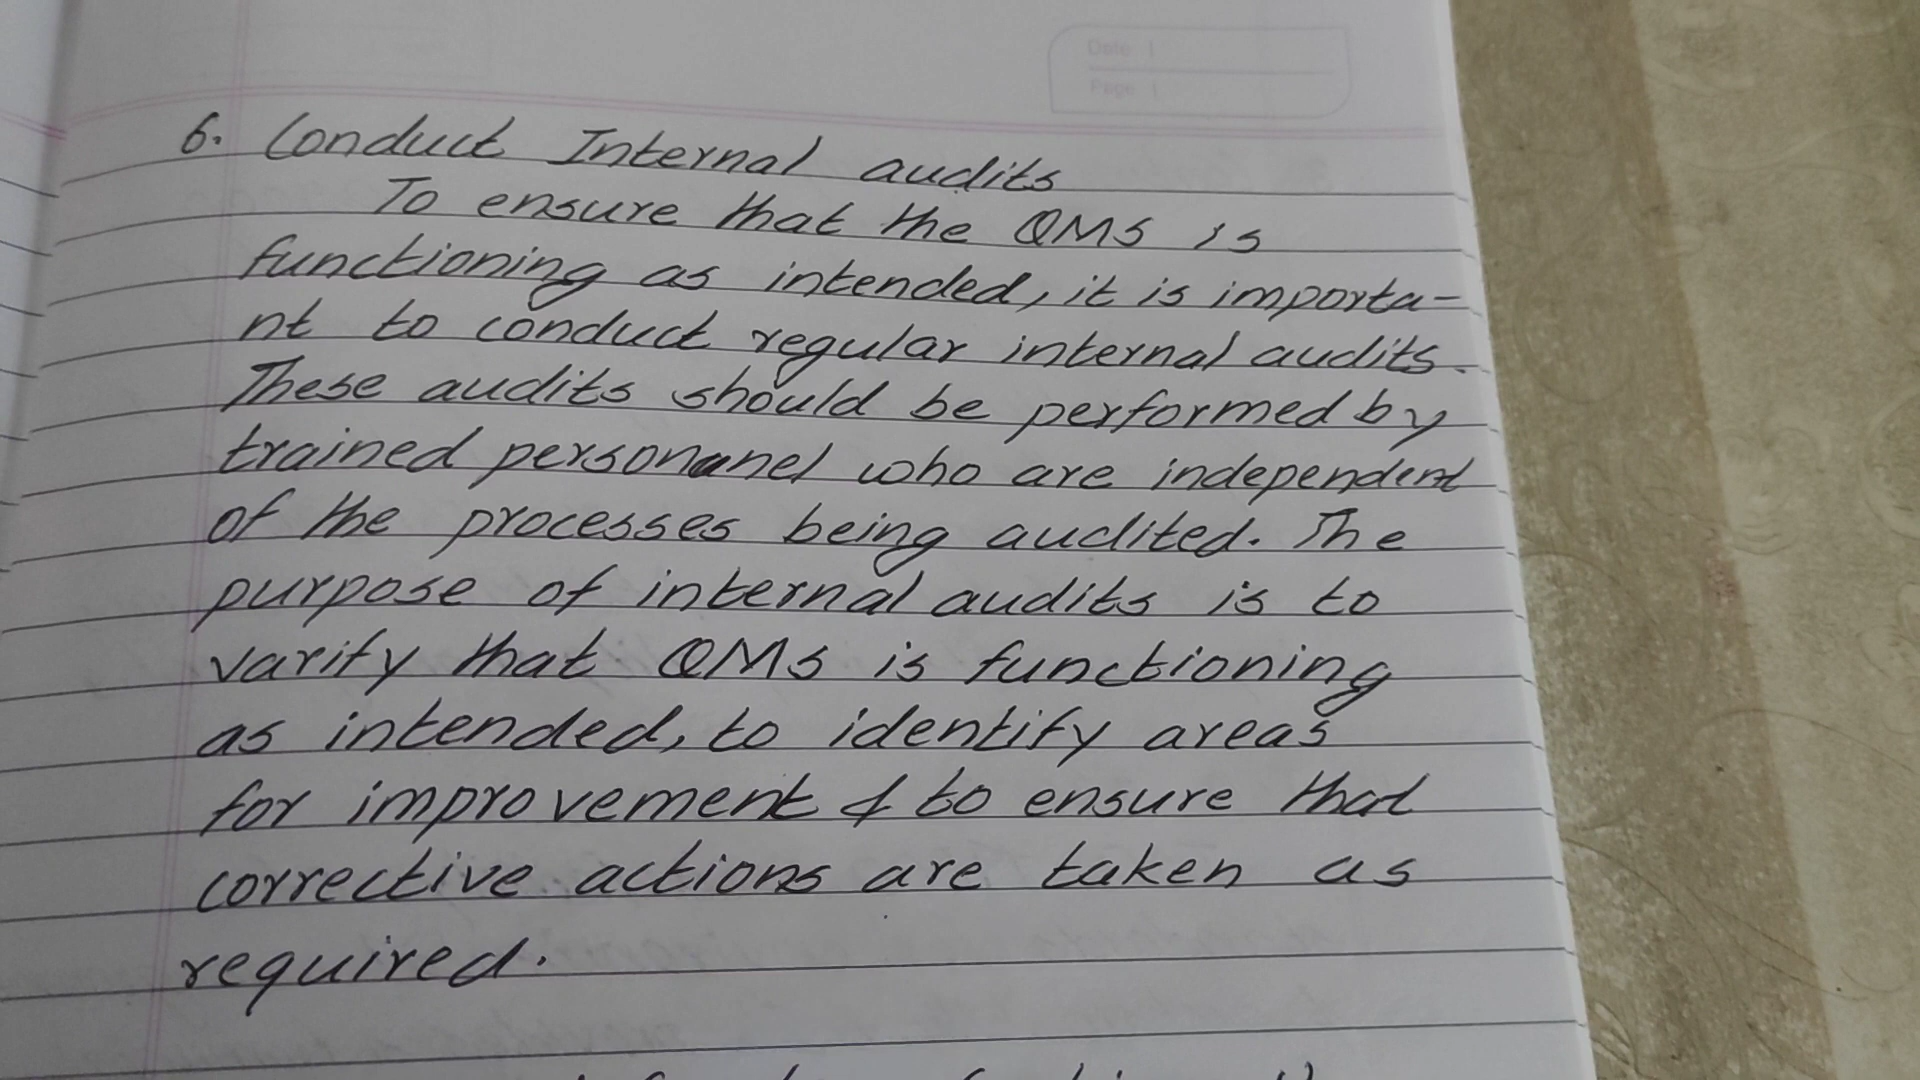 Date
Page
6. Conduct Internal audits
To ensure that the QMS is
functioning as intended, it is importa-
nt to conduct regular internal audits.
These audits should be performed by
trained personanel who are independent
of the processes being audited. The
purpose of internal audits is to
varify that QMS is functioning
as intended, to identify areas
for improvement & to ensure that
corrective actions are taken as
required.